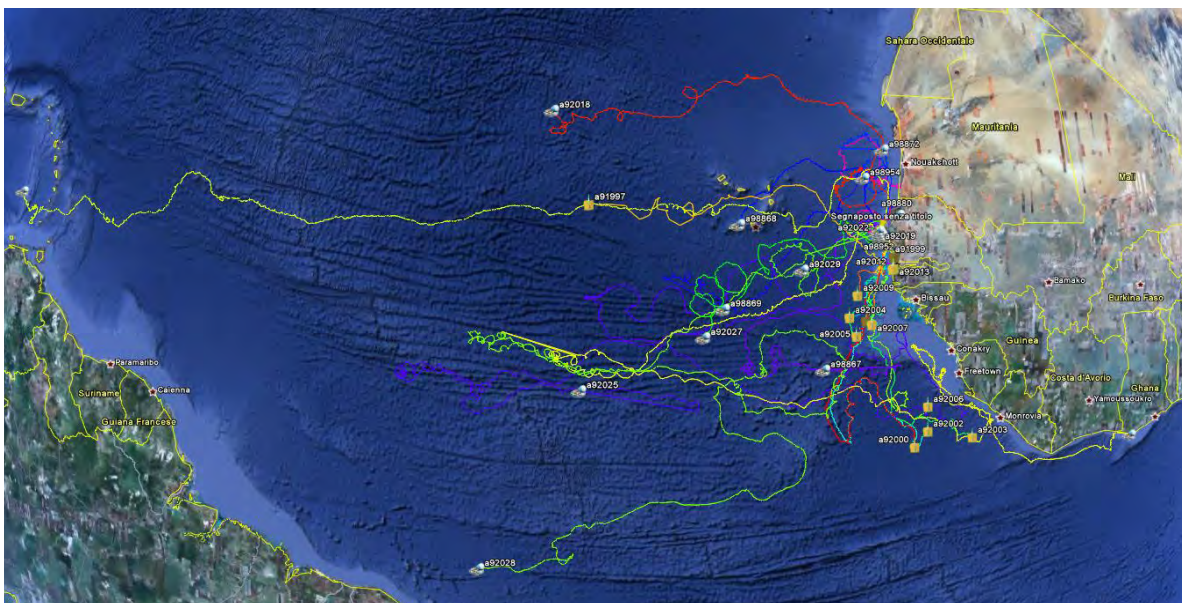 Sahara Occidentale
a92018
Mauritania
a98872
Nouakchott
a98954
Mali
a91997
a98880
a98868
Segnaposto senza titolo
a92022
a92019
a9895
a91999
a92012
a92013
a92029
Bamako
a92009
Bissau
Burkina Faso
a98869
a92004
a92007
a92027
a92005
Guinea
Conakry
Paramaribo
a98867
Freetown
Costa d'Avorio
Caienna
Suriname
a92025
Ghana
Yamoussoukro
a92006
Guiana Francese
Monrovia
a92002
a92000
a92003
a92028